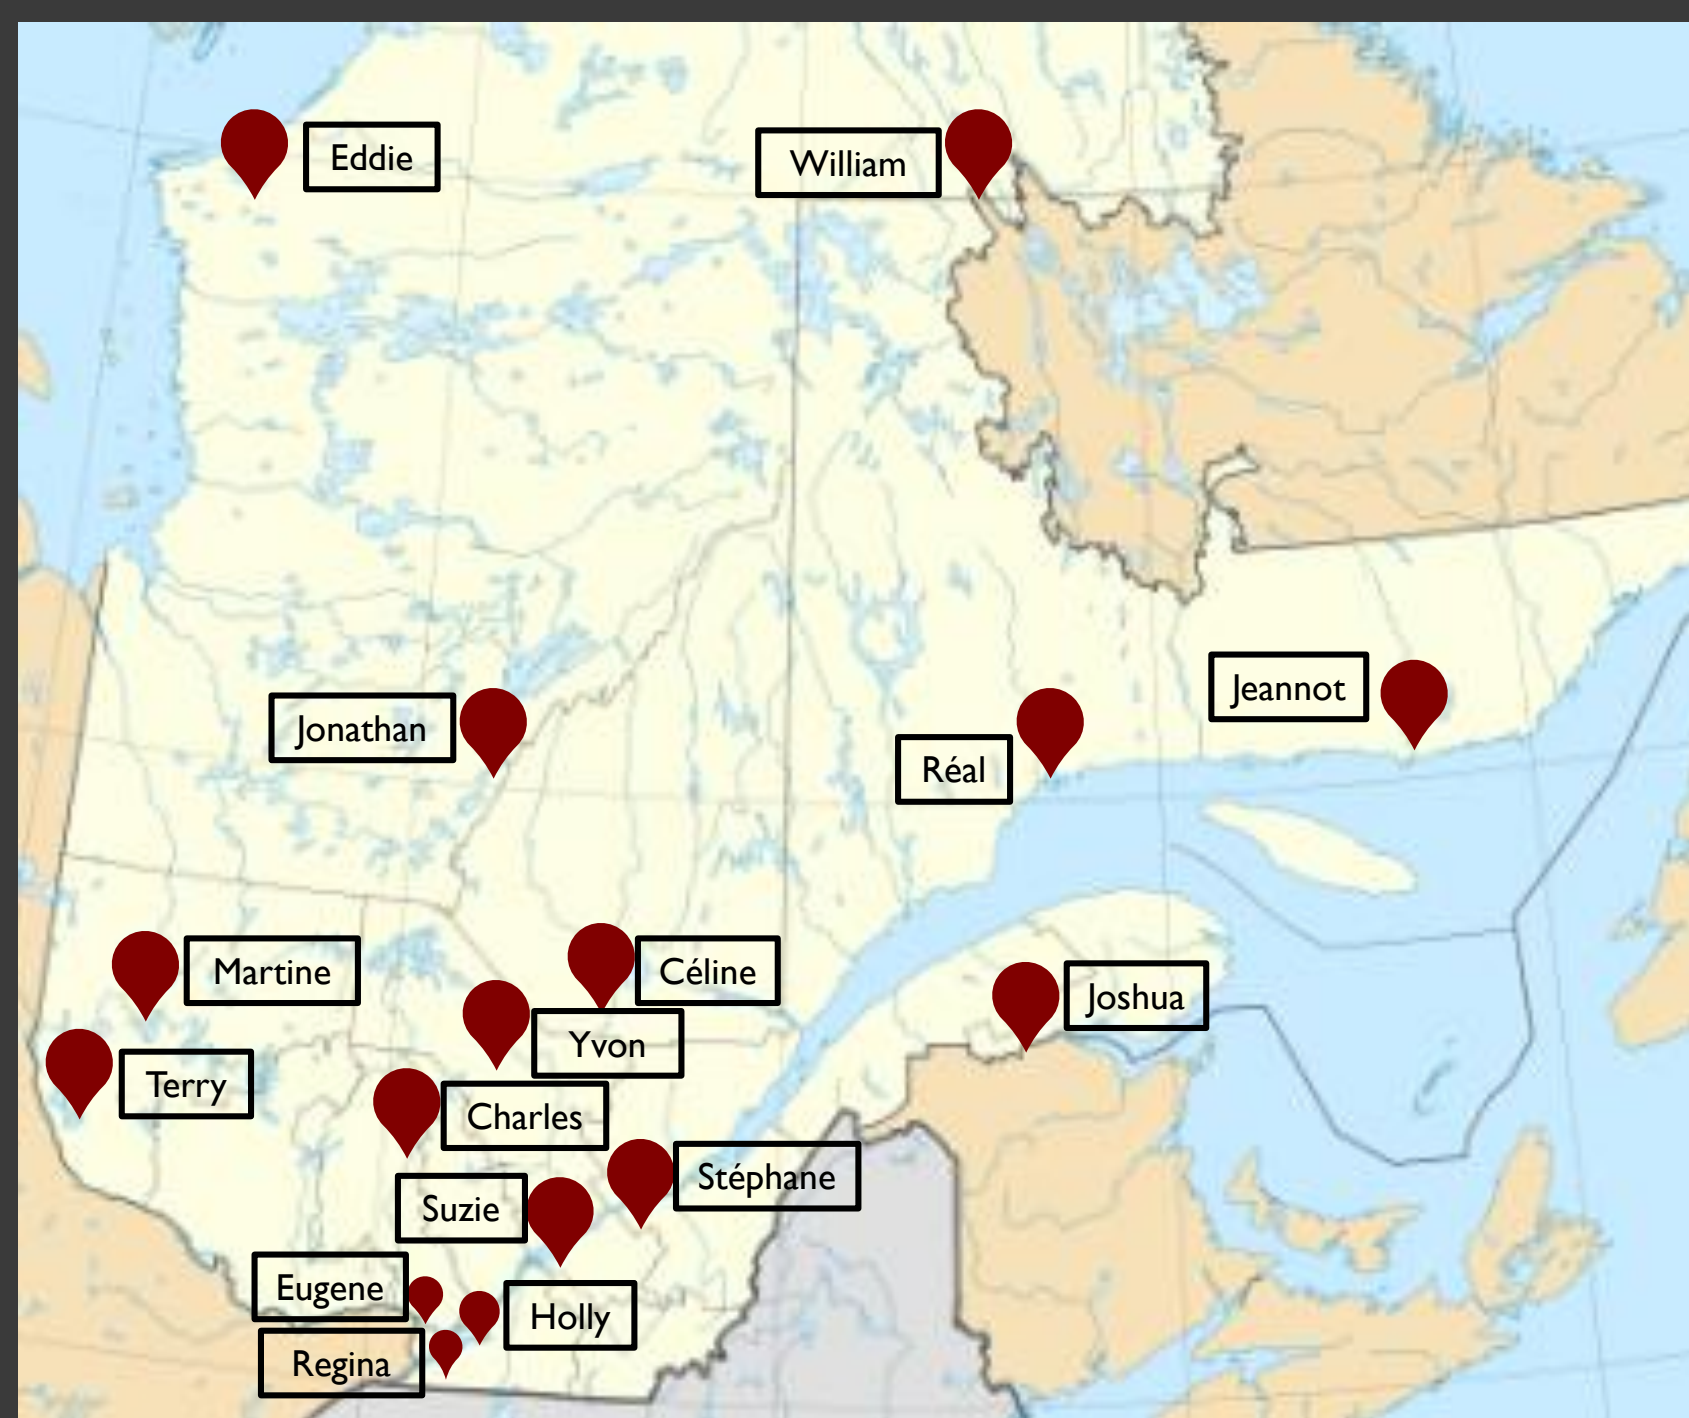 Eddie
William
Jeannot
Jonathan
Réal
Martine
Céline
Joshua
Yvon
Terry
Charles
Stéphane
Suzie
Eugene
Holly
Regina